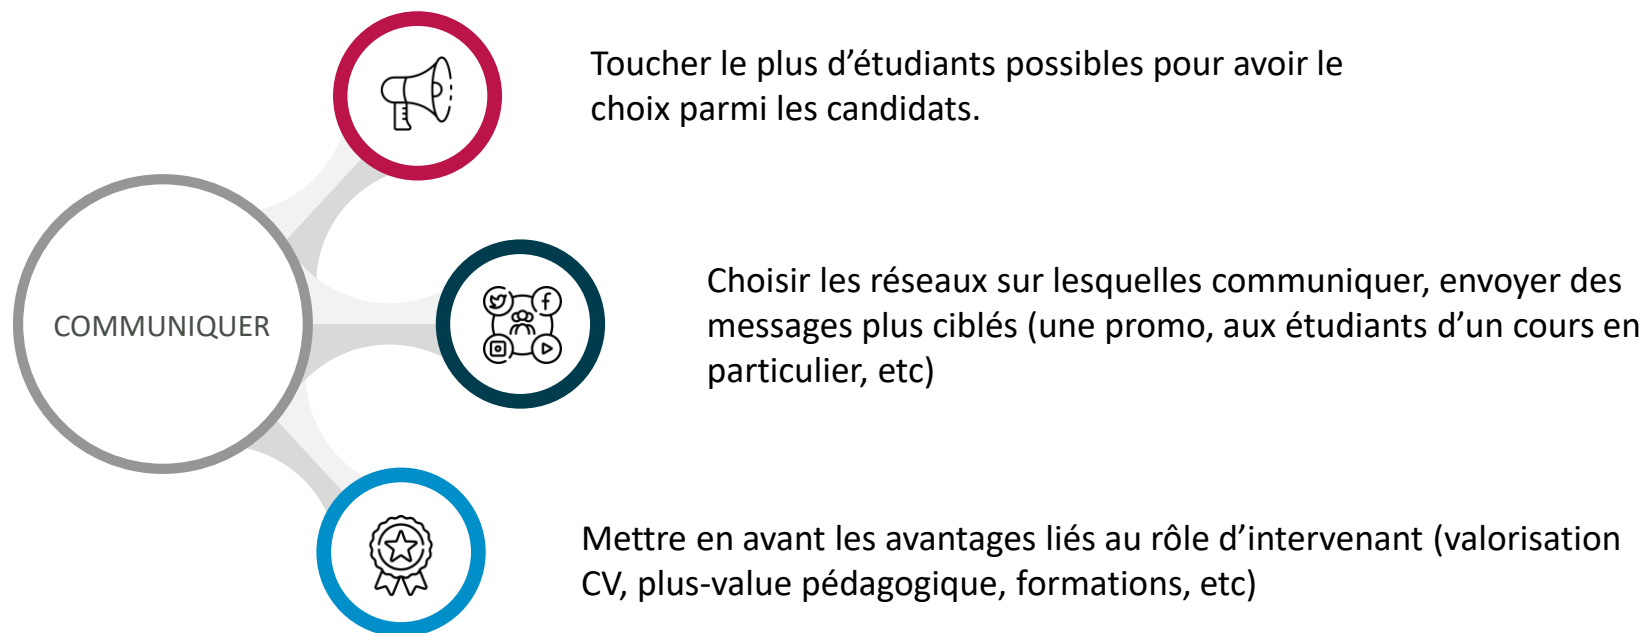 Toucher le plus d’étudiants possibles pour avoir le
choix parmi les candidats.
COMMUNIQUER
Choisir les réseaux sur lesquelles communiquer, envoyer des
messages plus ciblés (une promo, aux étudiants d’un cours en
particulier, etc)
Mettre en avant les avantages liés au rôle d’intervenant (valorisation
CV, plus-value pédagogique, formations, etc)